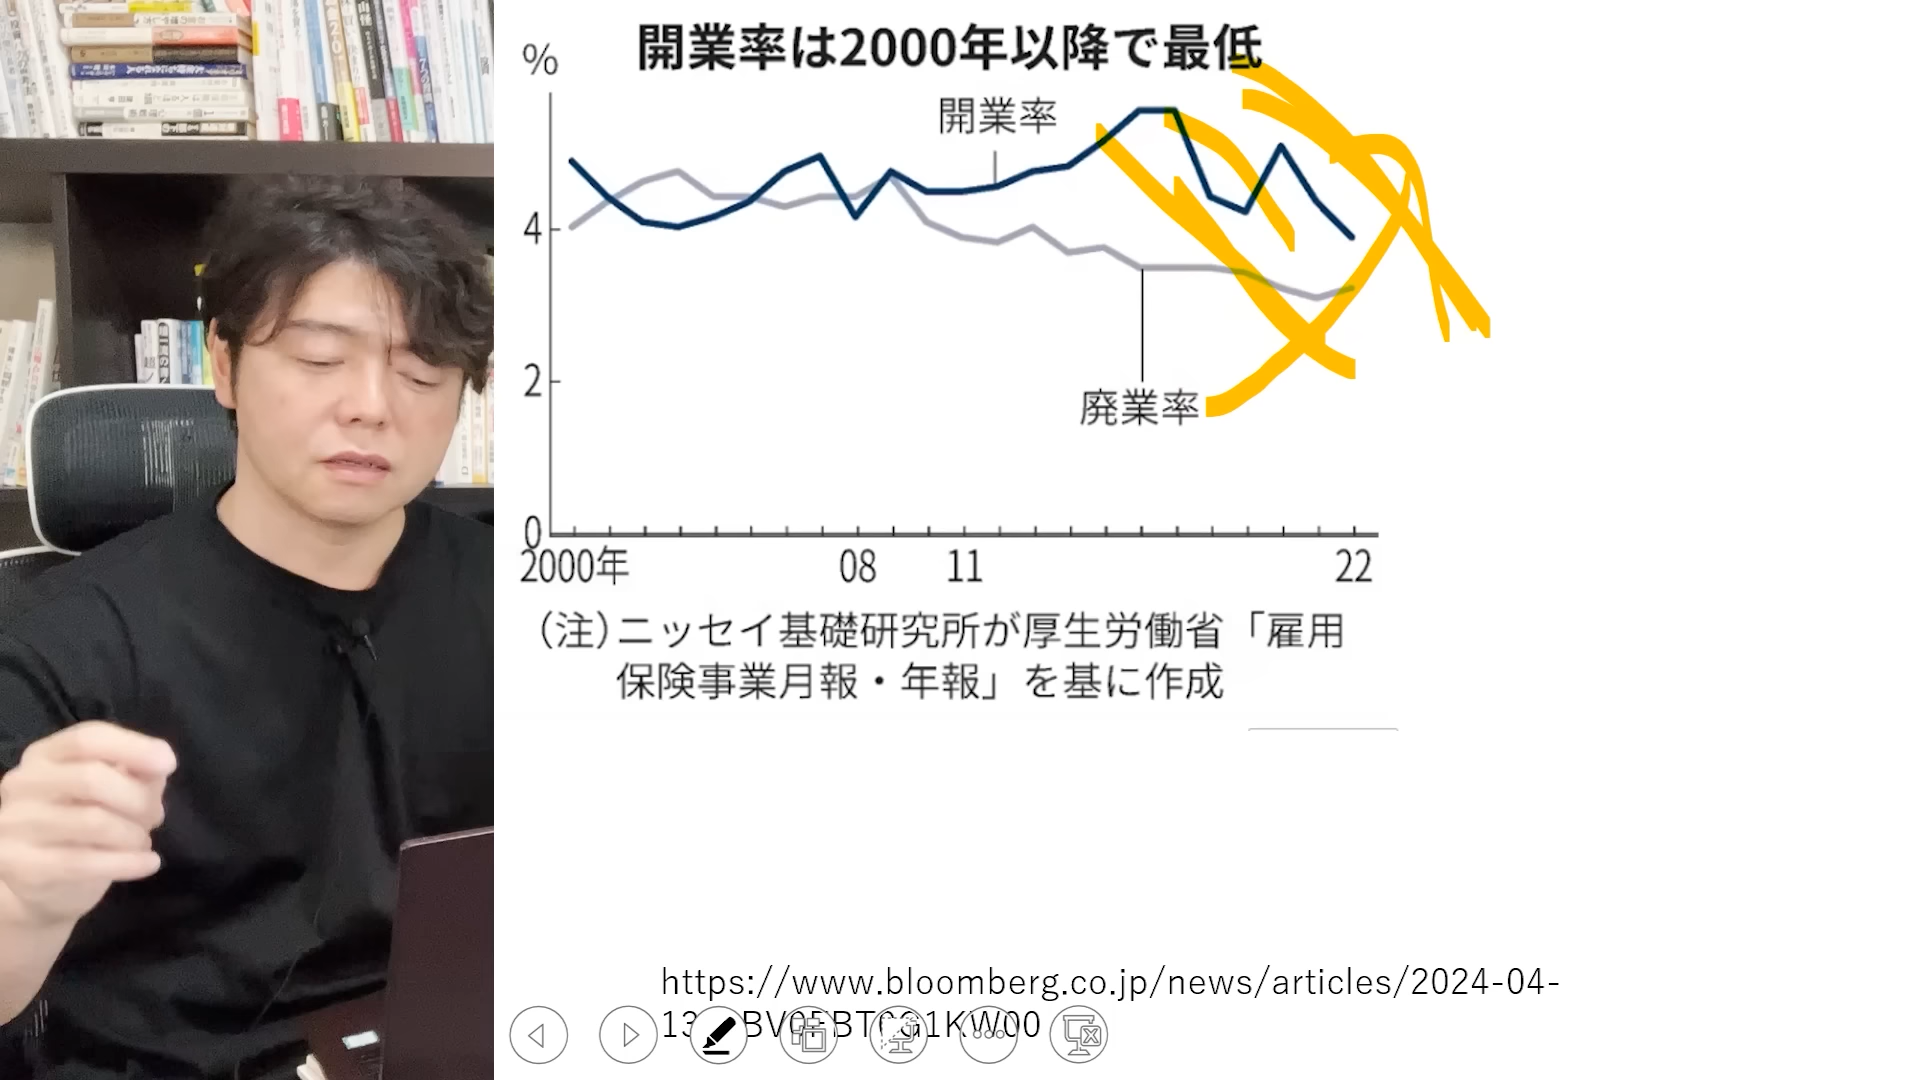 開業率は2000年以降で最低
%
開業率
4
2
廃業率
0
2000年 08 11 22
(注)ニッセイ基礎研究所が厚生労働省「雇用
保険事業月報・年報」を基に作成
https://www.bloomberg.co.jp/news/articles/2024-04-